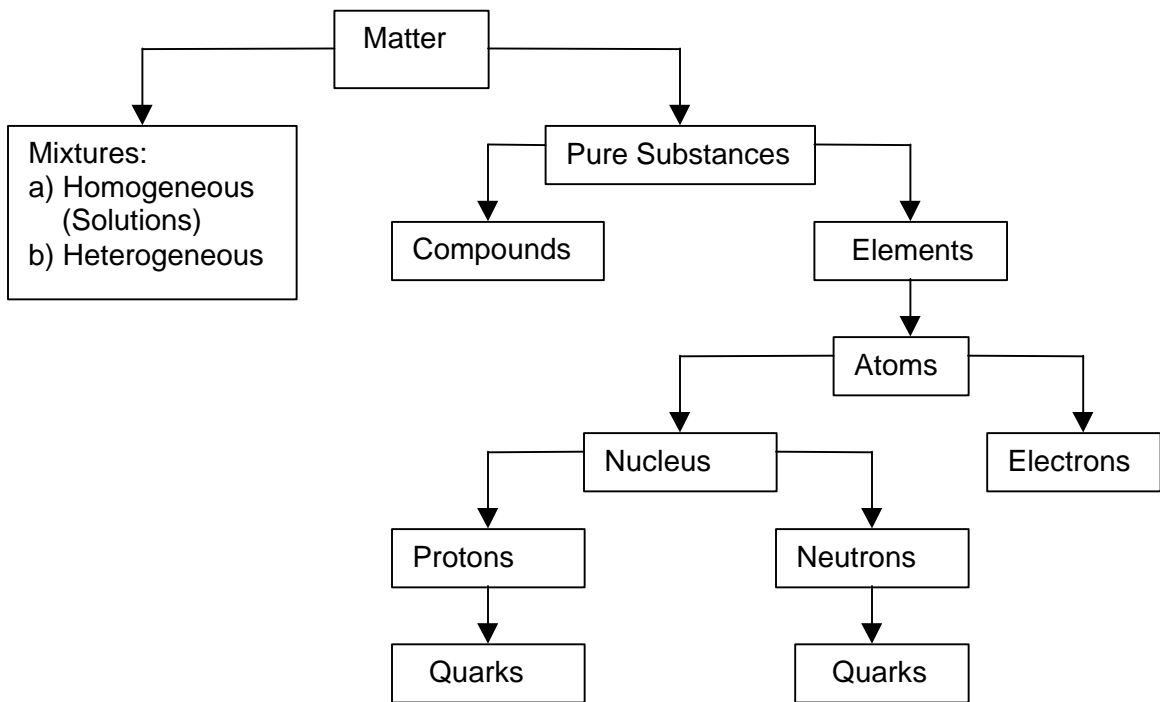 Matter
Mixtures:
a) Homogeneous
(Solutions)
b) Heterogeneous
Pure Substances
Compounds
Elements
Atoms
Nucleus
Electrons
Protons
Neutrons
Quarks
Quarks